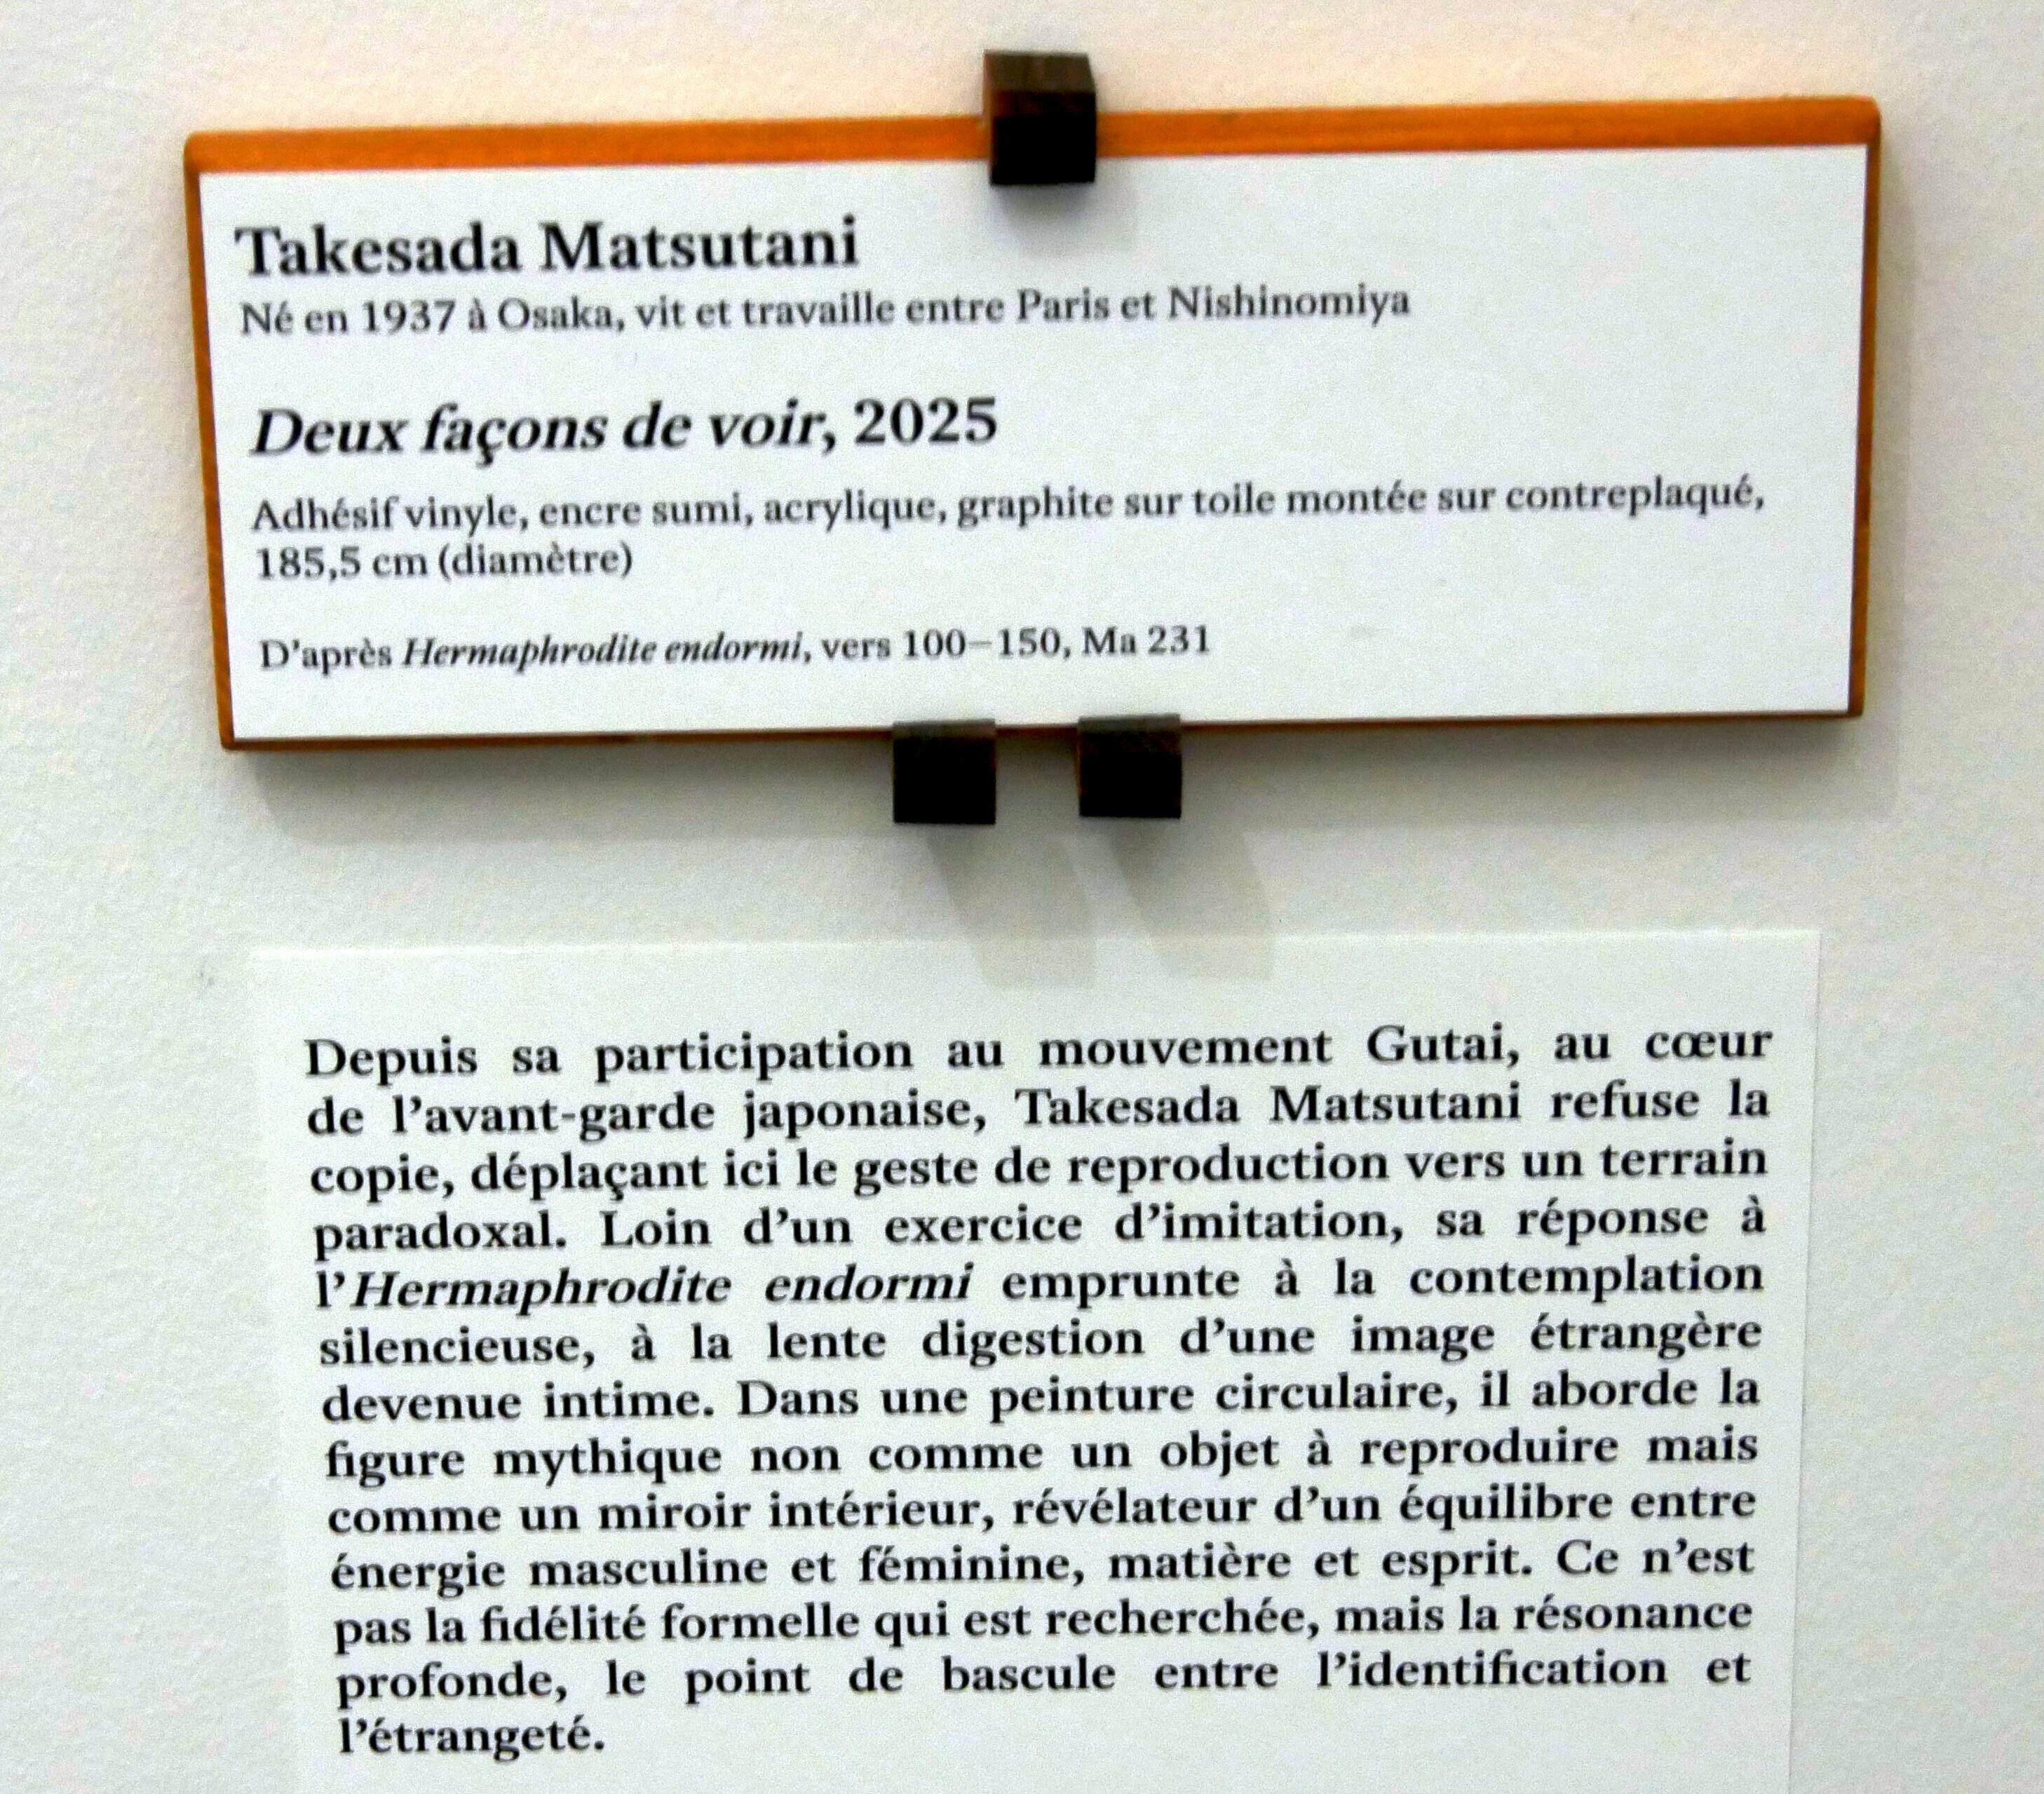 Takesada Matsutani
Né en 1937 à Osaka, vit et travaille entre Paris et Nishinomiya
Deux façons de voir, 2025
Adhésif vinyle, encre sumi, acrylique, graphite sur toile montée sur contreplaqué,
185,5 cm (diamètre)
D’après Hermaphrodite endormi, vers 100–150, Ma 231
Depuis sa participation au mouvement Gutai, au cœur
de l’avant-garde japonaise, Takesada Matsutani refuse la
copie, déplaçant ici le geste de reproduction vers un terrain
paradoxal. Loin d’un exercice d’imitation, sa réponse à
l’Hermaphrodite endormi emprunte à la contemplation
silencieuse, à la lente digestion d’une image étrangère
devenue intime. Dans une peinture circulaire, il aborde la
figure mythique non comme un objet à reproduire mais
comme un miroir intérieur, révélateur d’un équilibre entre
énergie masculine et féminine, matière et esprit. Ce n’est
pas la fidélité formelle qui est recherchée, mais la résonance
profonde, le point de bascule entre l’identification et
l’étrangeté.